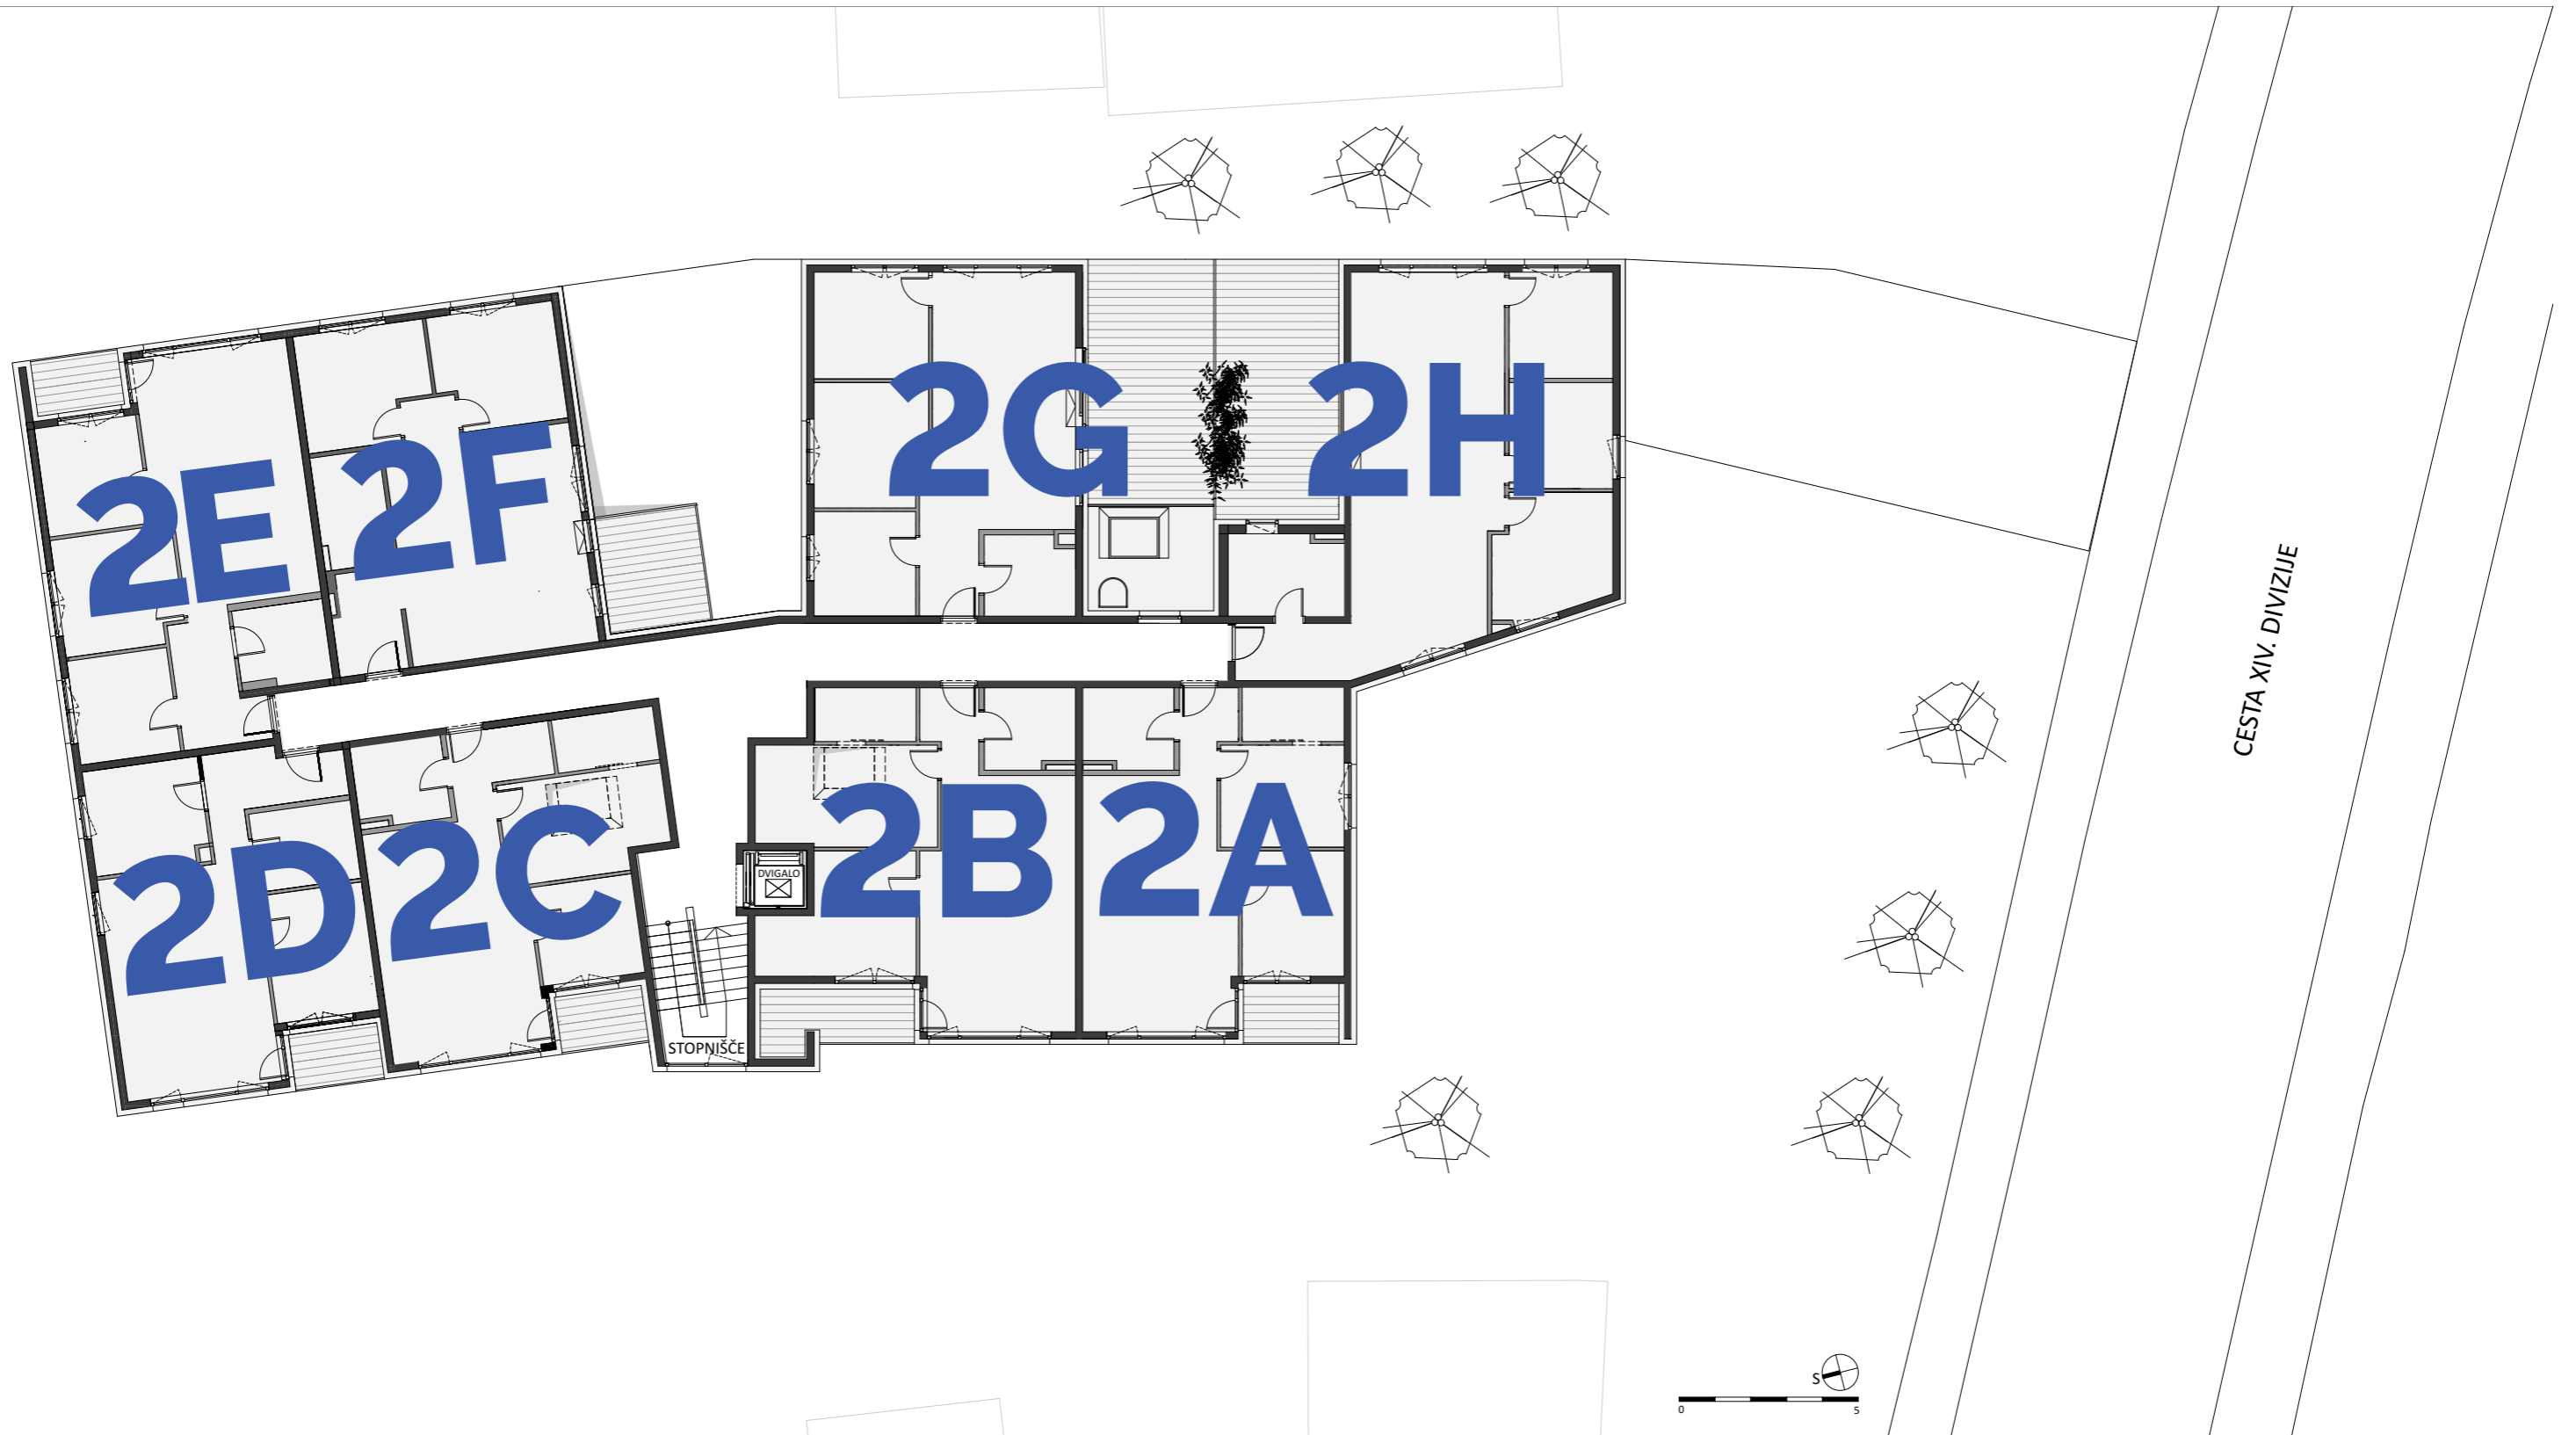 2G
2H
2E
2F
2B
2A
2D
2C
DVIGALO
STOPNIŠČE
CESTA XIV. DIVIZIJE
S
0
5